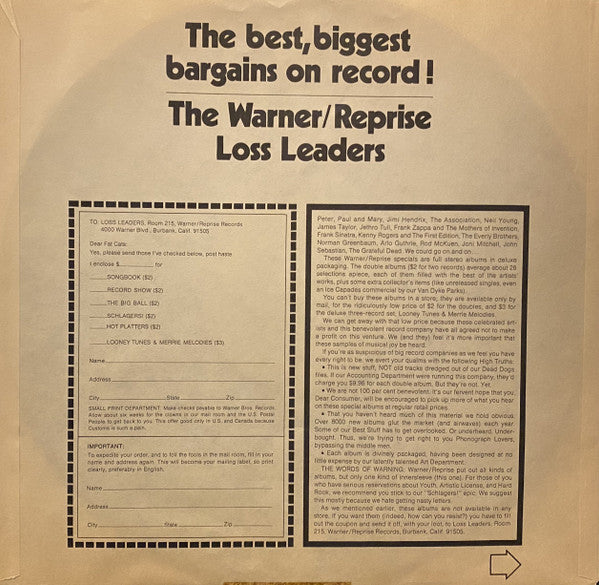 The best, biggest
bargains on record!
The Warner/Reprise
Loss Leaders
TO: LOSS LEADERS, Room 215, Warner/Reprise Records
4000 Warner Blvd., Burbank, Calif. 91505
Dear Fat Cats:
Yes, please send those I've checked below, post haste
I enclose $ for
SONGBOOK ($2)
RECORD SHOW ($2)
THE BIG BALL ($2)
SCHLAGERS! ($2)
HOT PLATTERS ($2)
LOONEY TUNES & MERRIE MELODIES ($3)
Name
Address
City State Zip
SMALL PRINT DEPARTMENT: Make checks payable to Warner Bros. Records.
Allow about six weeks for the clowns in our mail room and the U.S. Postal
People to get back to you. This offer good only in U.S. and Canada because
Customs is such a pain.
IMPORTANT:
To expedite your order, and to foil the fools in the mail room, fill in your
name and address again. This will become your mailing label, so print
clearly, preferably in English.
Name
Address
City State Zip
Peter, Paul and Mary, Jimi Hendrix, The Association, Neil Young,
James Taylor, Jethro Tull, Frank Zappa and The Mothers of Invention,
Frank Sinatra, Kenny Rogers and The First Edition, The Everly Brothers,
Norman Greenbaum, Arlo Guthrie, Rod McKuen, Joni Mitchell, John
Sebastian, The Grateful Dead. We could go on and on....
These Warner/Reprise specials are full stereo albums in deluxe
packaging. The double albums ($2 for two records) average about 28
selections apiece, each of them filled with the best of the artists'
works, plus some extra collector's items (like unreleased singles, even
an Ice Capades commercial by our Van Dyke Parks).
You can't buy these albums in a store; they are available only by
mail, for the ridiculously low price of $2 for the doubles, and $3 for
the deluxe three-record set, Looney Tunes & Merrie Melodies.
We can get away with that low price because these celebrated art-
ists and this benevolent record company have all agreed not to make
a profit on this venture. We (and they) feel it's more important that
these samples of musical joy be heard.
If you're as suspicious of big record companies as we feel you have
every right to be, we avert your qualms with the following High Truths:
• This is new stuff, NOT old tracks dredged out of our Dead Dogs
files. If our Accounting Department were running this company, they'd
charge you $9.96 for each double album. But they're not. Yet.
• We are not 100 per cent benevolent. It's our fervent hope that you,
Dear Consumer, will be encouraged to pick up more of what you hear
on these special albums at regular retail prices.
• That you haven't heard much of this material we hold obvious.
Over 8000 new albums glut the market (and airwaves) each year.
Some of our Best Stuff has to get overlooked. Or underheard. Under-
bought. Thus, we're trying to get right to you Phonograph Lovers,
bypassing the middle men.
• Each album is divinely packaged, having been designed at no
little expense by our latently talented Art Department.
THE WORDS OF WARNING: Warner/Reprise put out all kinds of
albums, but only one kind of innersleeve (this one). For those of you
who have serious reservations about Youth, Artistic License, and Hard
Rock, we recommend you stick to our "Schlagers!" epic. We suggest
this mostly because we hate getting nasty letters.
As we mentioned earlier, these albums are not available in any
store. If you want them (indeed, how can you resist?) you have to fill
out the coupon and send it off, with your loot, to Loss Leaders, Room
215, Warner/Reprise Records, Burbank, Calif. 91505.